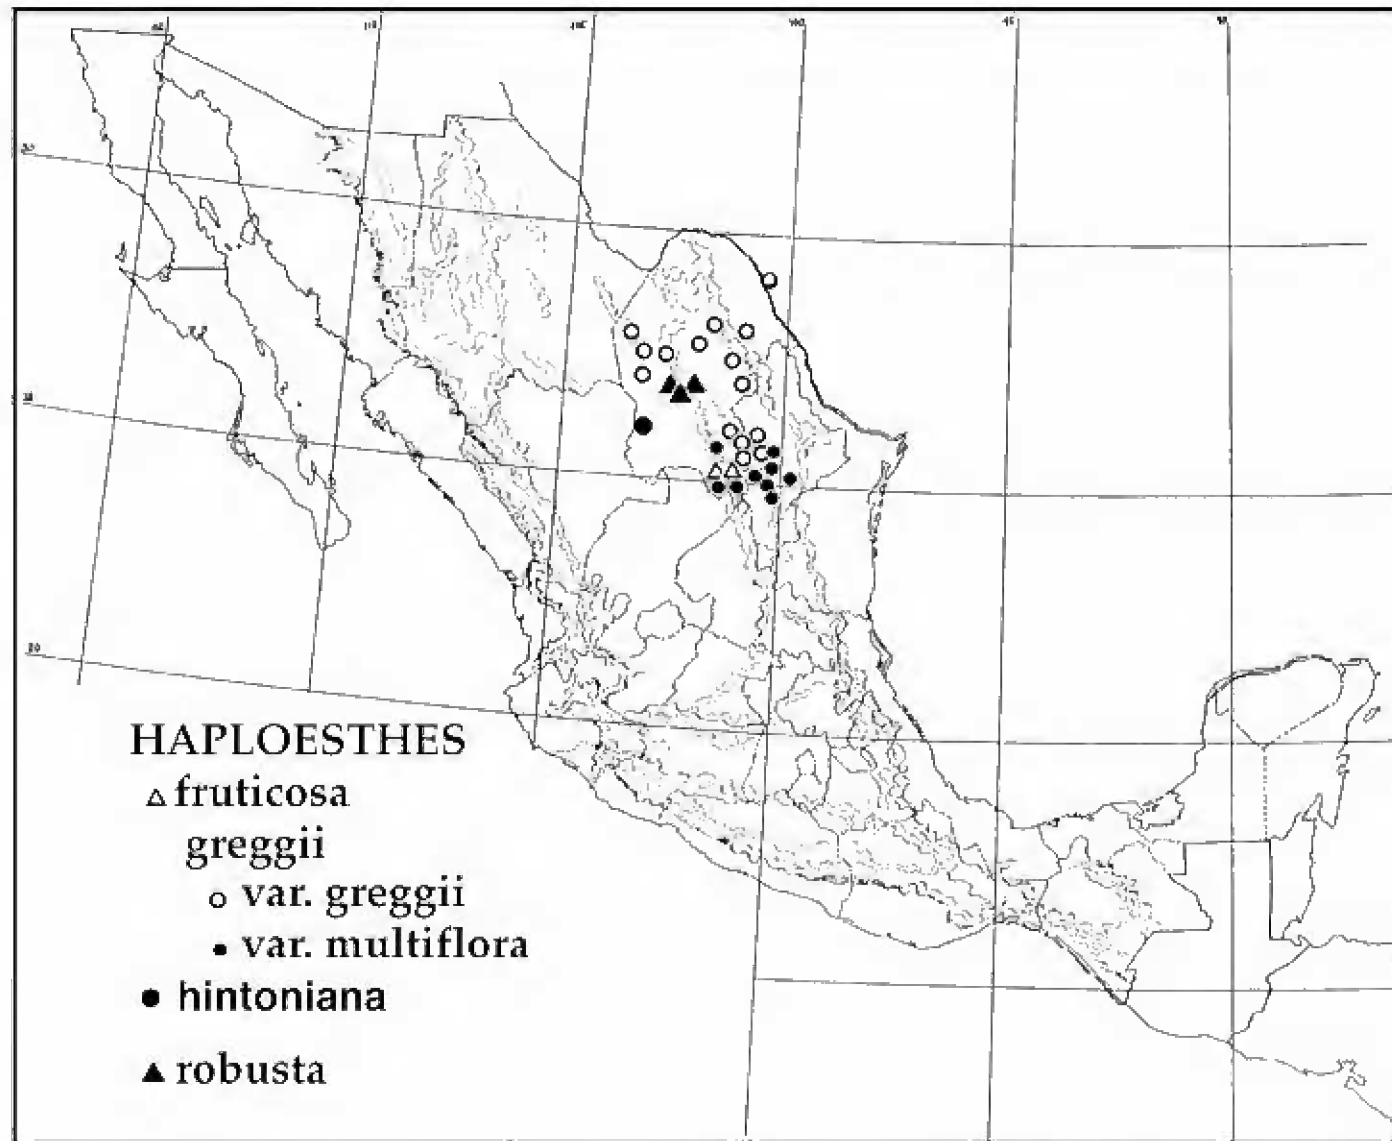 HAPLOESTHES
△ fruticosa
greggii
○ var. greggii
• var. multiflora
● hintoniana
▲ robusta